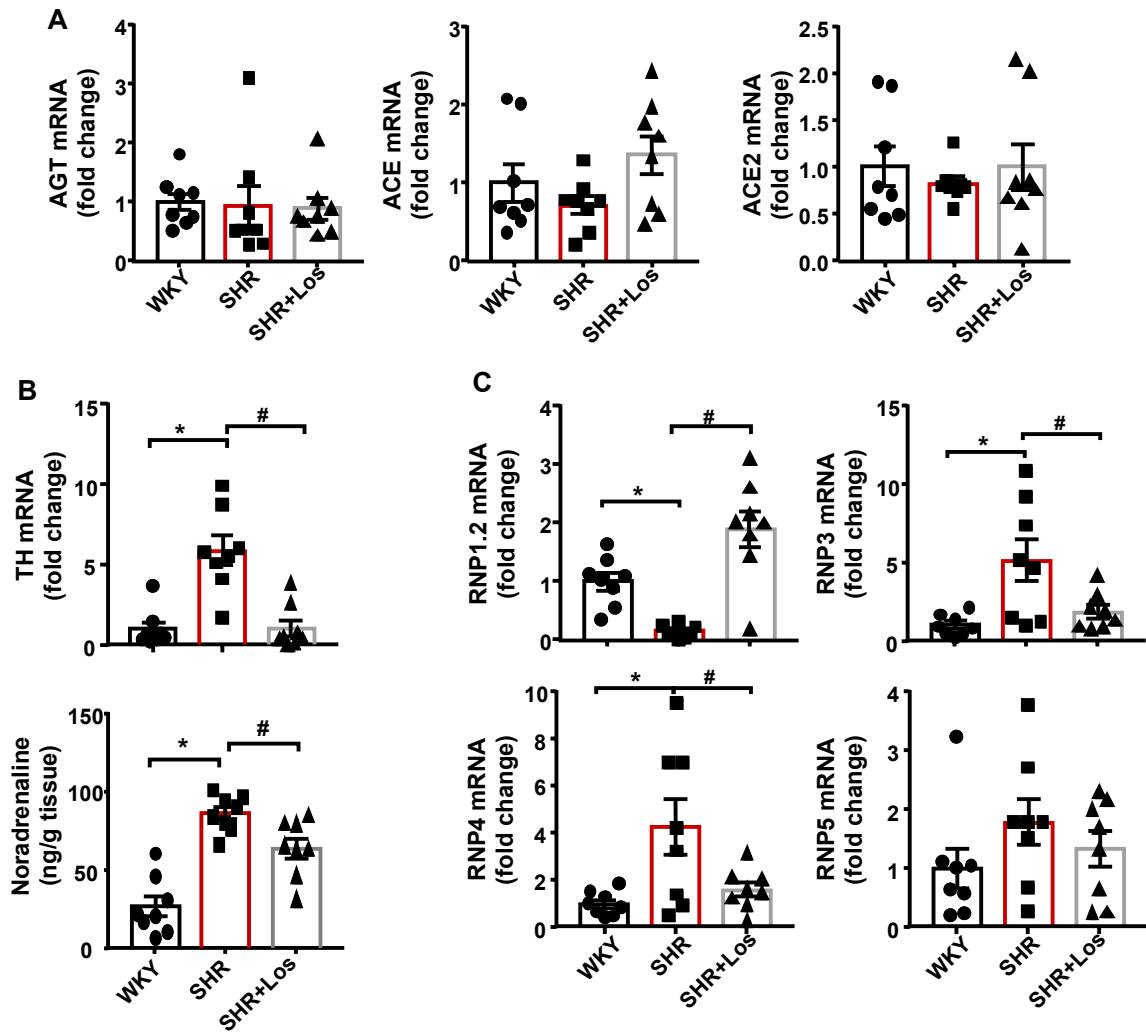 A
AGT mRNA
(fold change)
4
3
2
1
0
WKY
SHR
SHR+Los
ACE mRNA
(fold change)
3
2
1
0
WKY
SHR
SHR+Los
ACE2 mRNA
(fold change)
2.5
2.0
1.5
1.0
0.5
0.0
WKY
SHR
SHR+Los
B
TH mRNA
(fold change)
15
10
5
0
*
#
Noradrenaline
(ng/g tissue)
150
100
50
0
*
#
WKY
SHR
SHR+Los
C
RNP1.2 mRNA
(fold change)
4
3
2
1
0
*
#
RNP3 mRNA
(fold change)
15
10
5
0
*
#
RNP4 mRNA
(fold change)
10
8
6
4
2
0
*
#
WKY
SHR
SHR+Los
RNP5 mRNA
(fold change)
4
3
2
1
0
WKY
SHR
SHR+Los